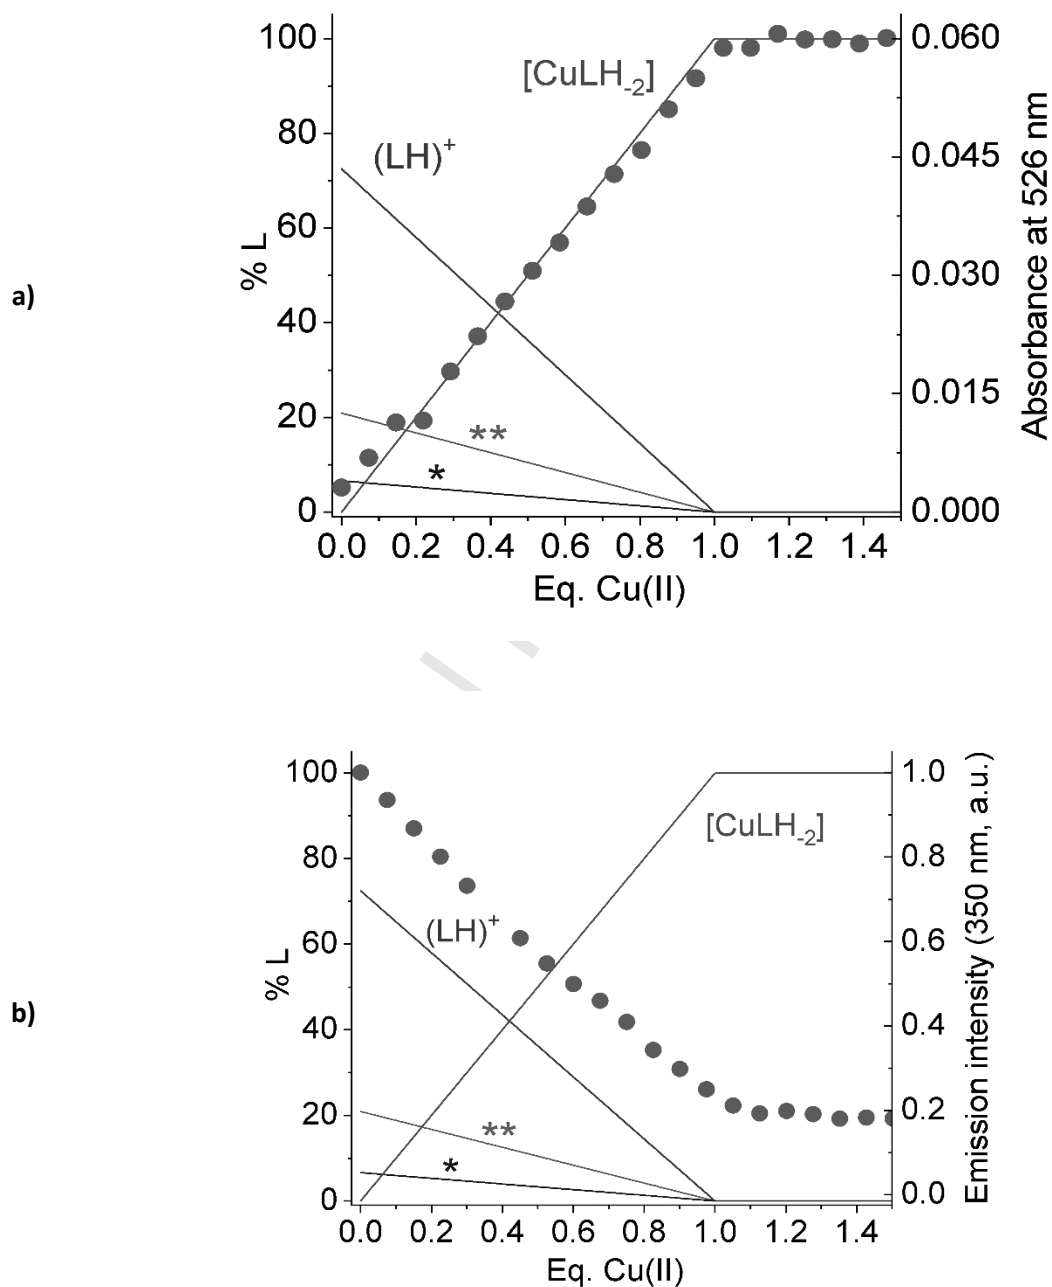 a)
% L
100
80
60
40
20
0
[CuLH-2]
(LH)+
**
*
0.060
0.045
0.030
0.015
0.000
Absorbance at 526 nm
0.0 0.2 0.4 0.6 0.8 1.0 1.2 1.4
Eq. Cu(II)
b)
% L
100
80
60
40
20
0
[CuLH-2]
(LH)+
**
*
1.0
0.8
0.6
0.4
0.2
0.0
Emission intensity (350 nm, a.u.)
0.0 0.2 0.4 0.6 0.8 1.0 1.2 1.4
Eq. Cu(II)